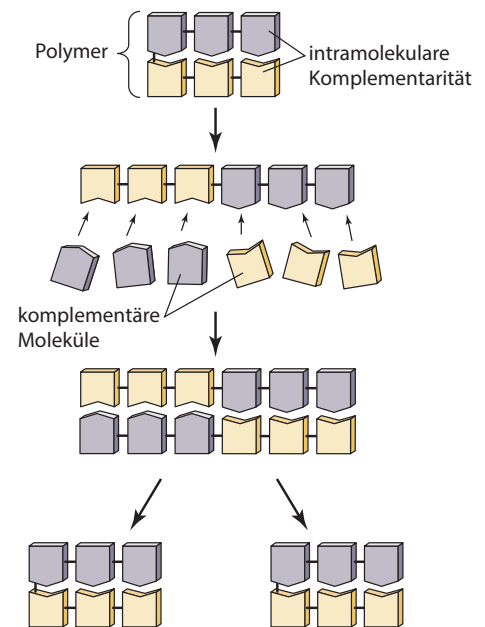 Polymer
intramolekulare
Komplementarität
komplementäre
Moleküle